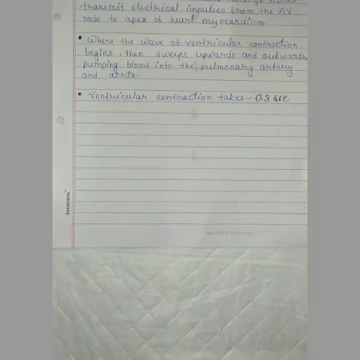 transmit electrical impulses from the AV
node to apex of heart myocardium.
• Where the wave of ventricular contraction
begins, then sweeps upwards and outwards
pumping blood into the pulmonary artery
and aorta.
• Ventricular contraction takes - 0.3 sec